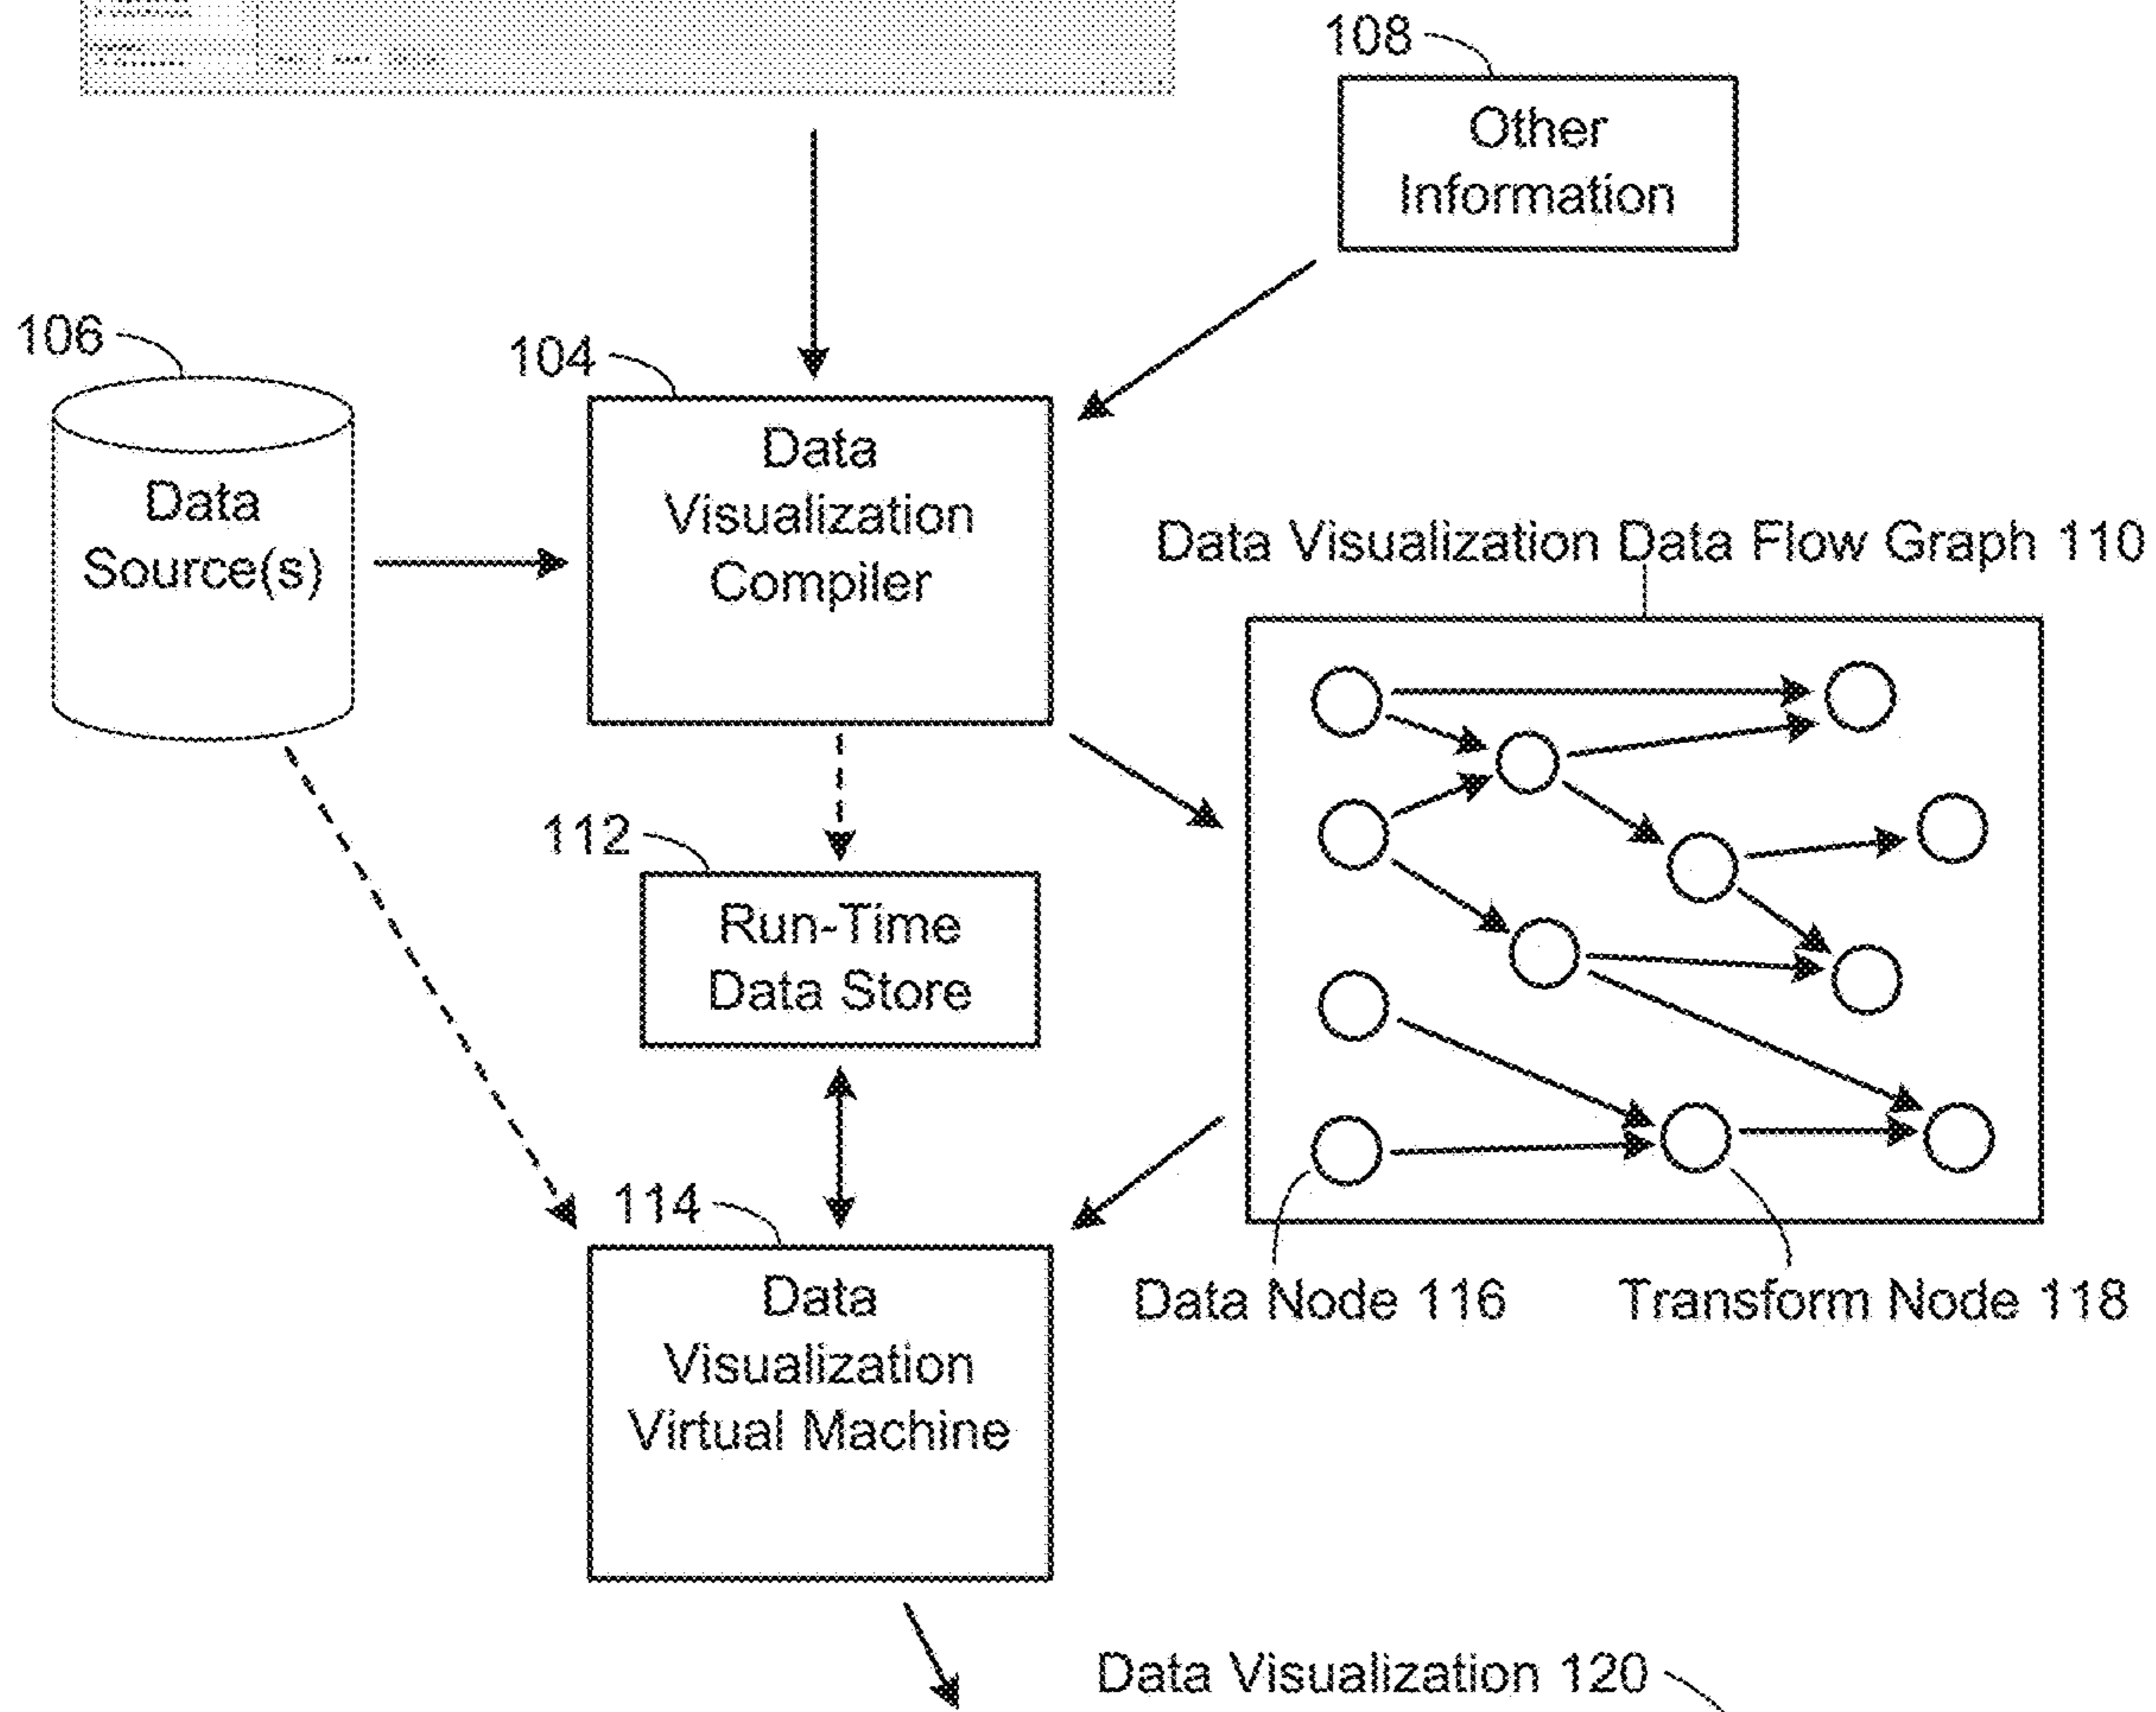 108
Other
Information
106
104
Data
Source(s)
Data
Visualization
Compiler
Data Visualization Data Flow Graph 110
112
Run-Time
Data Store
114
Data
Visualization
Virtual Machine
Data Node 116
Transform Node 118
Data Visualization 120